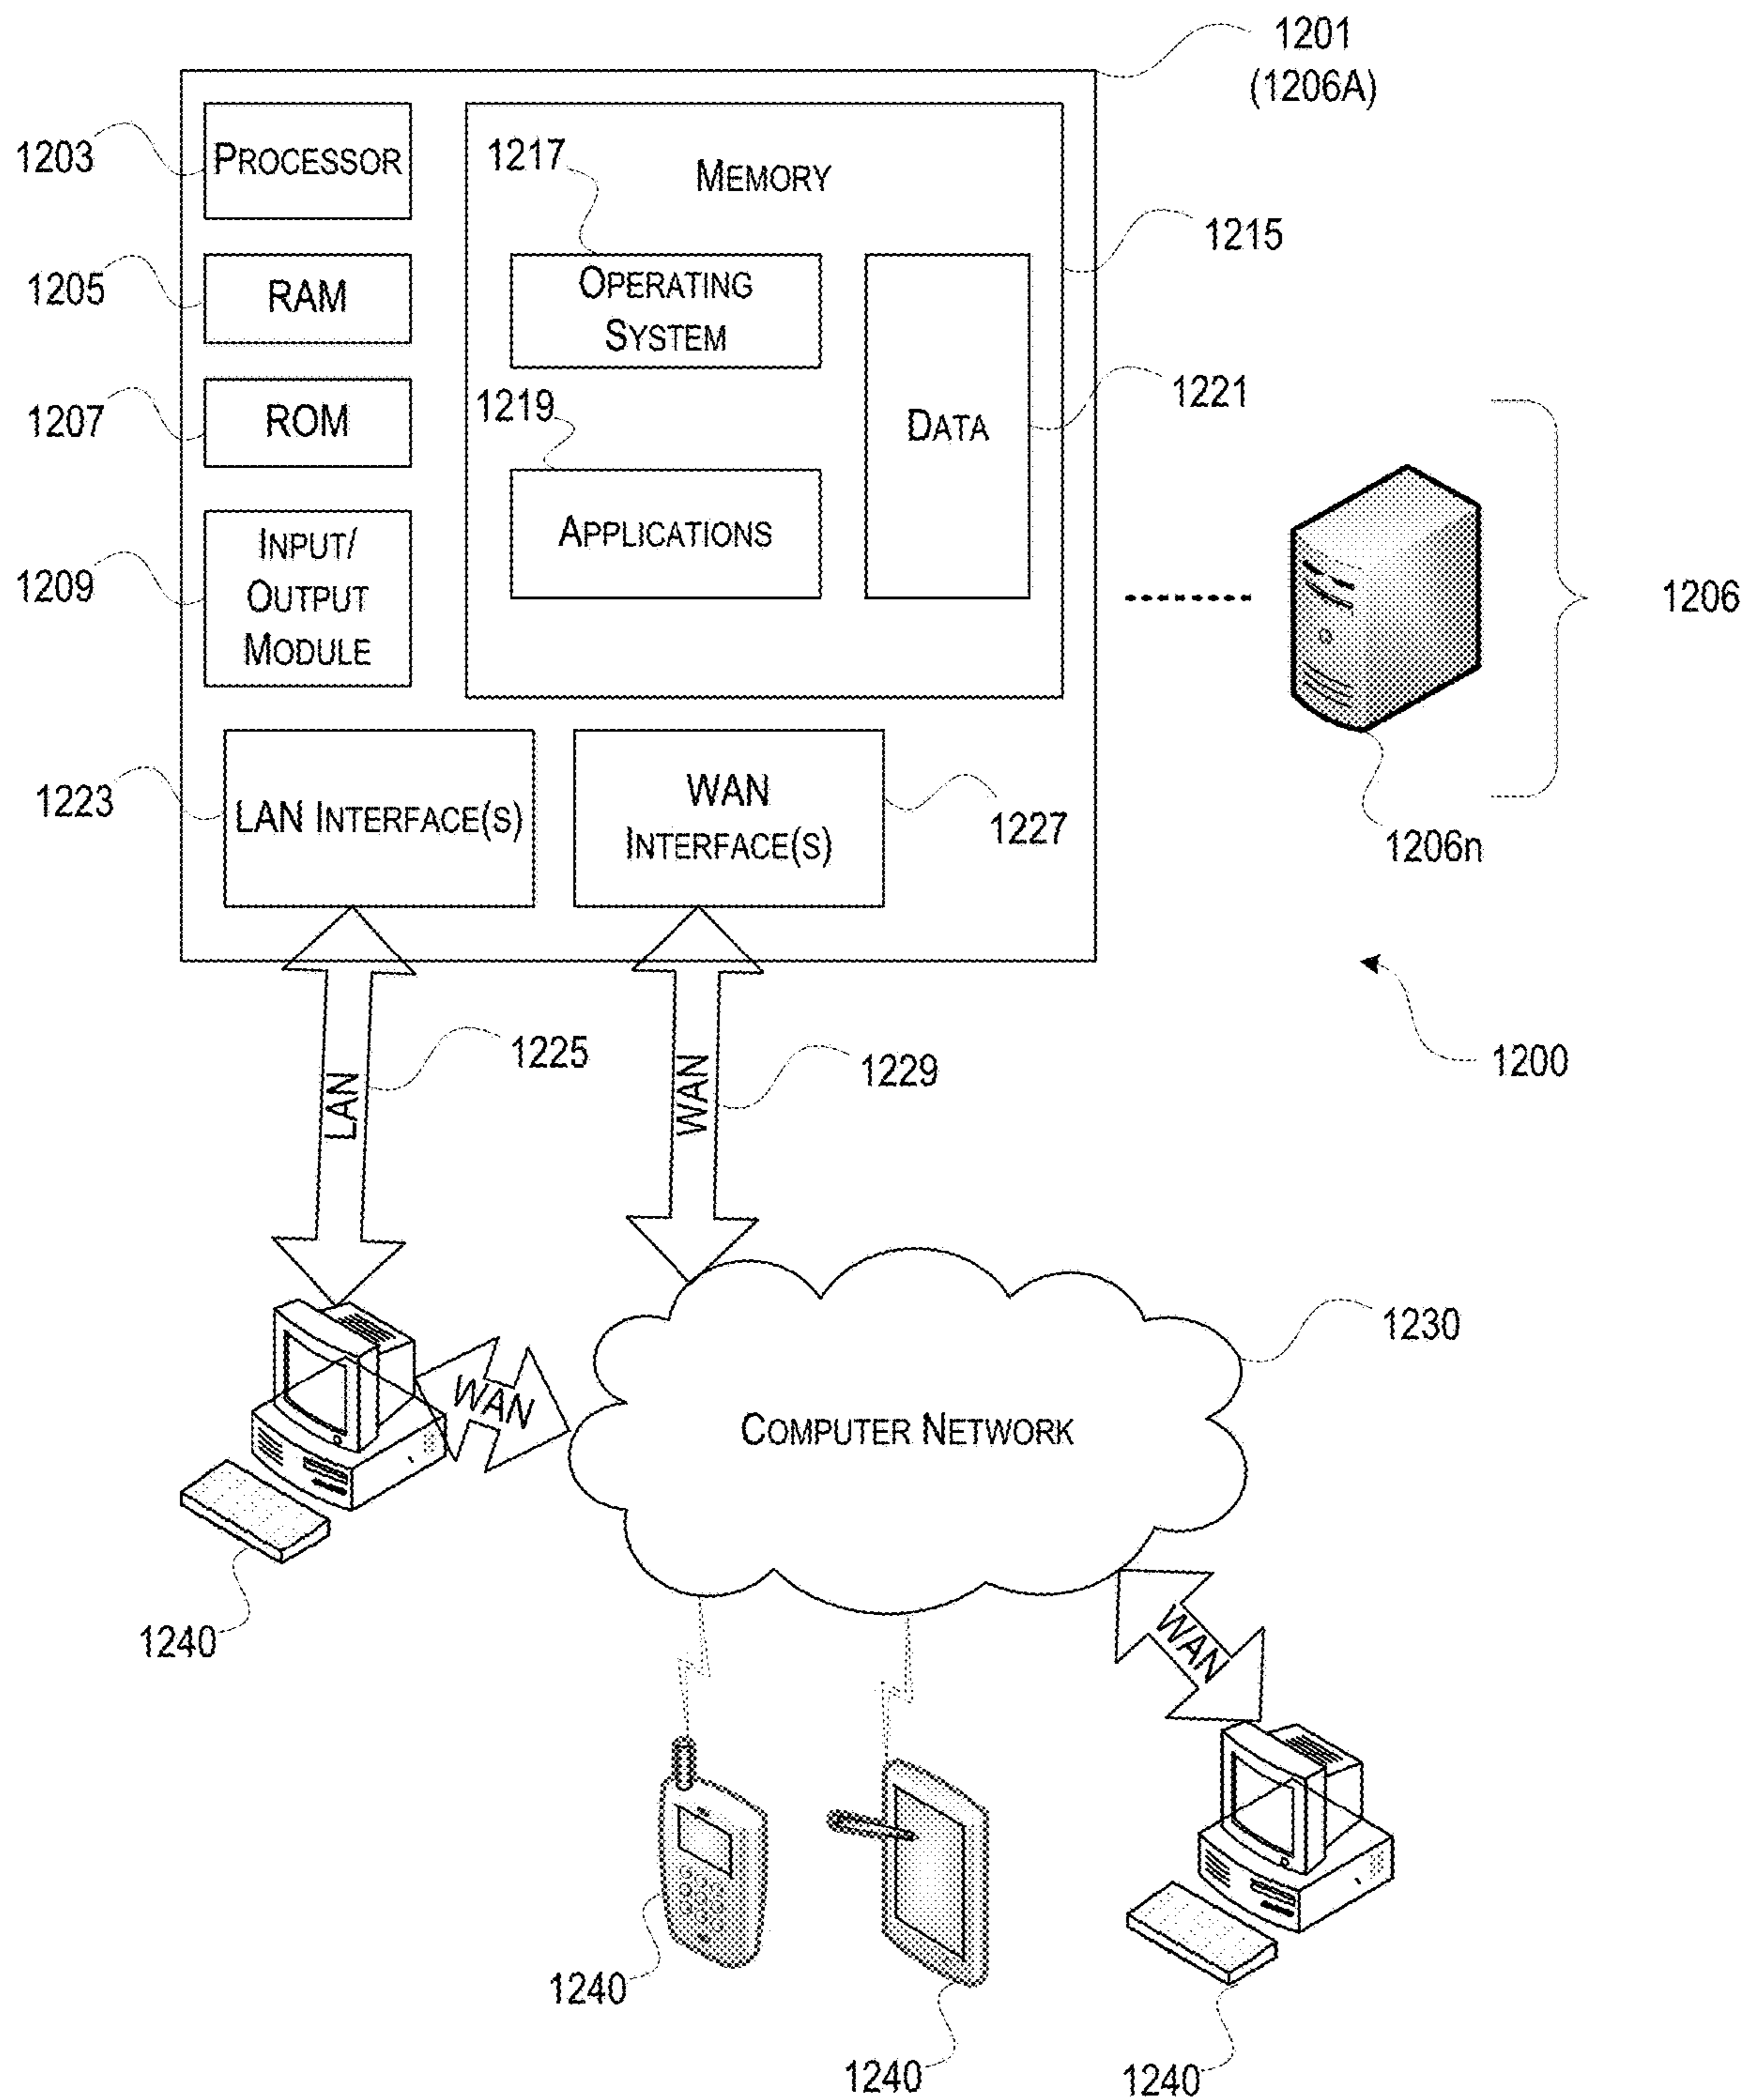 1201
(1206A)
1203
PROCESSOR
1217
MEMORY
1215
1205
RAM
OPERATING
SYSTEM
1207
ROM
1219
DATA
1221
1209
INPUT/
OUTPUT
MODULE
APPLICATIONS
1206
1223
LAN INTERFACE(S)
WAN
INTERFACE(S)
1227
1206n
LAN
1225
WAN
1229
1200
1230
WAN
COMPUTER NETWORK
1240
WAN
1240
1240
1240